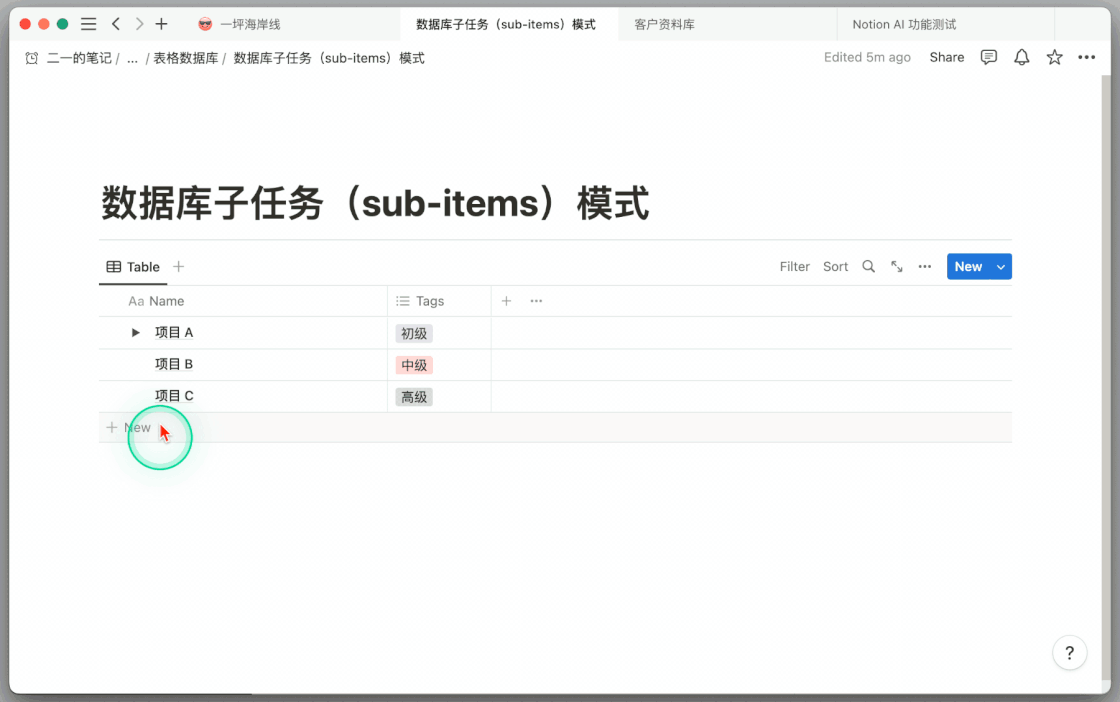 一坪海岸线 数据库子任务（sub-items）模式 客户资料库 Notion AI 功能测试
二一的笔记 / ... / 表格数据库 / 数据库子任务（sub-items）模式 Edited 5m ago Share
数据库子任务（sub-items）模式
Table Filter Sort New
Aa Name Tags
项目 A 初级
项目 B 中级
项目 C 高级
New
?